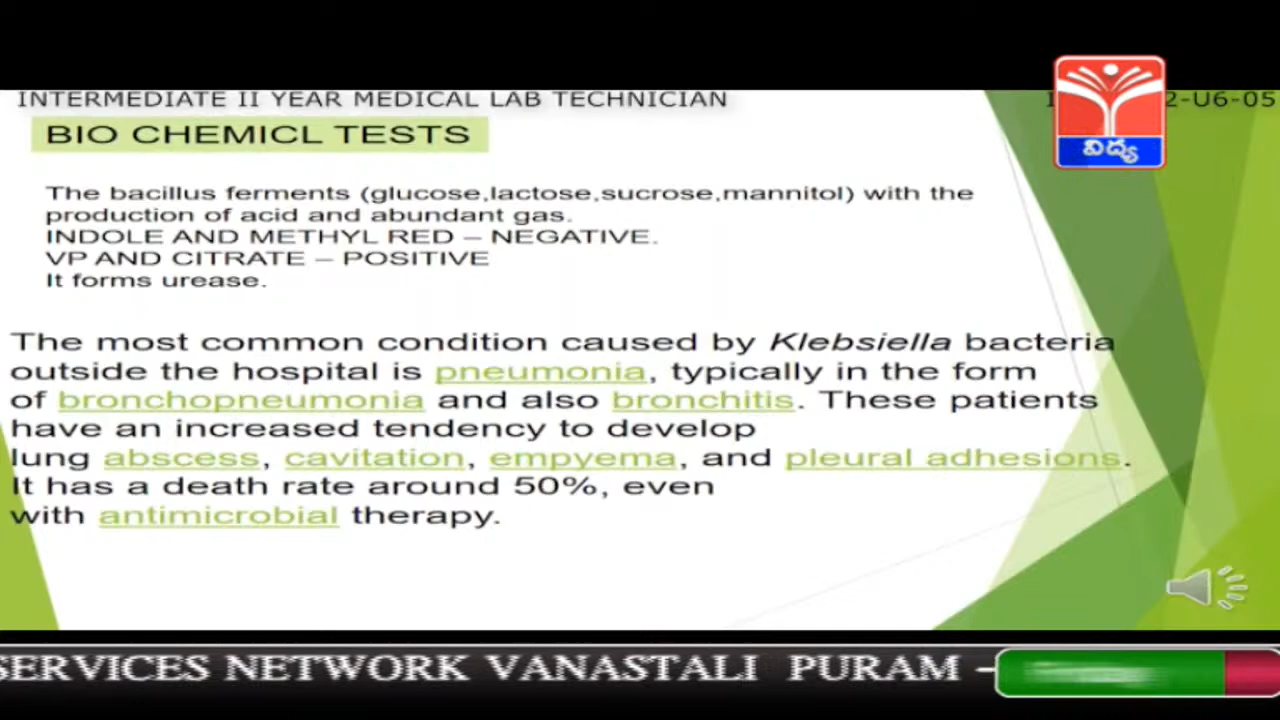 INTERMEDIATE II YEAR MEDICAL LAB TECHNICIAN
2-U6-05
విద్య
BIO CHEMICL TESTS
The bacillus ferments (glucose,lactose,sucrose,mannitol) with the
production of acid and abundant gas.
INDOLE AND METHYL RED – NEGATIVE.
VP AND CITRATE – POSITIVE
It forms urease.
The most common condition caused by Klebsiella bacteria
outside the hospital is pneumonia, typically in the form
of bronchopneumonia and also bronchitis. These patients
have an increased tendency to develop
lung abscess, cavitation, empyema, and pleural adhesions.
It has a death rate around 50%, even
with antimicrobial therapy.
SERVICES NETWORK VANASTALI PURAM –